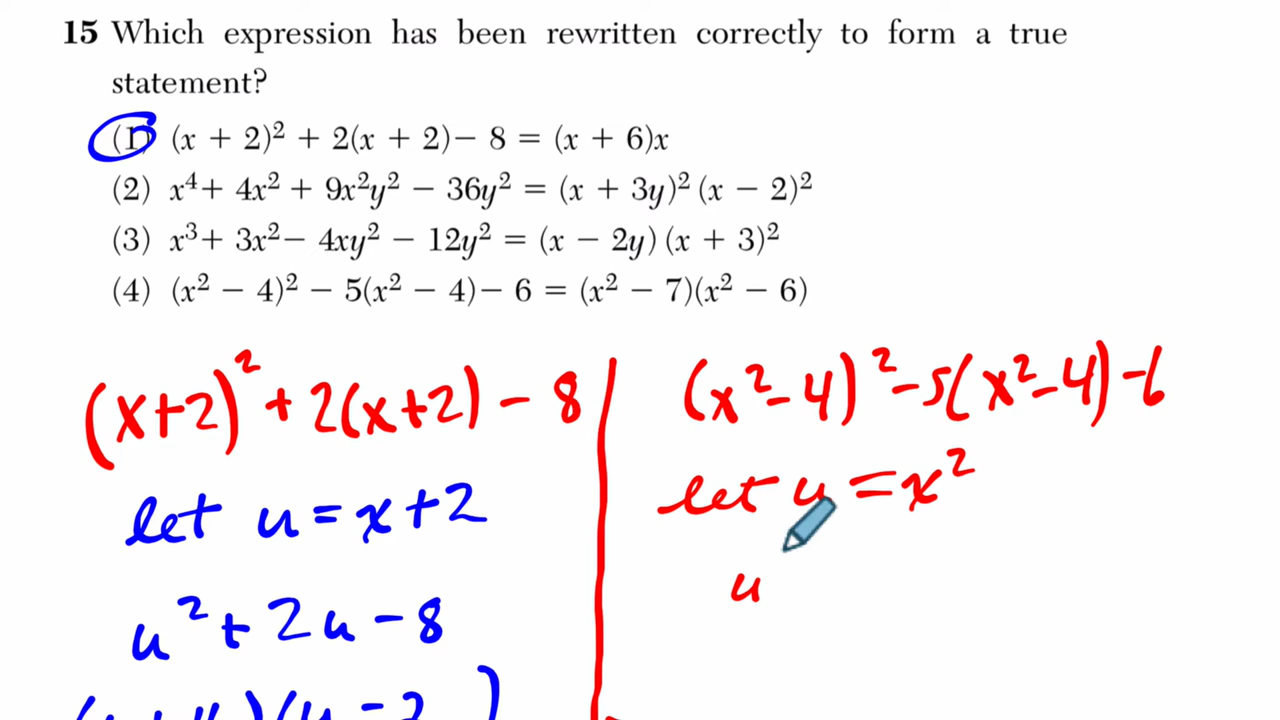 15 Which expression has been rewritten correctly to form a true
statement?
(1) (x + 2)² + 2(x + 2) − 8 = (x + 6)x
(2) x⁴ + 4x² + 9x²y² − 36y² = (x + 3y)² (x − 2)²
(3) x³ + 3x² − 4xy² − 12y² = (x − 2y) (x + 3)²
(4) (x² − 4)² − 5(x² − 4) − 6 = (x² − 7)(x² − 6)
(x+2)² + 2(x+2) − 8
let u = x+2
u² + 2u − 8
(u+4)(u−2)
(x²−4)² −5(x²−4) −6
let u = x²
u